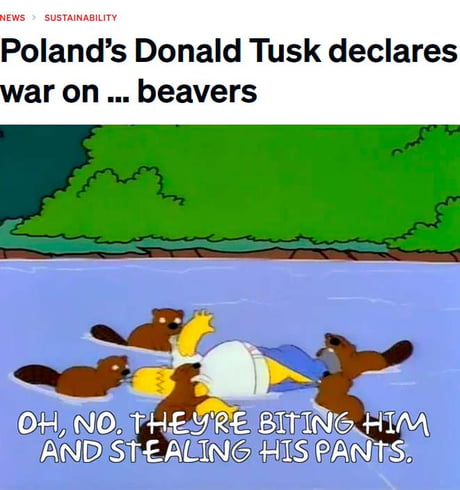 NEWS > SUSTAINABILITY
Poland's Donald Tusk declares
war on ... beavers
OH, NO. THEY'RE BITING HIM
AND STEALING HIS PANTS.